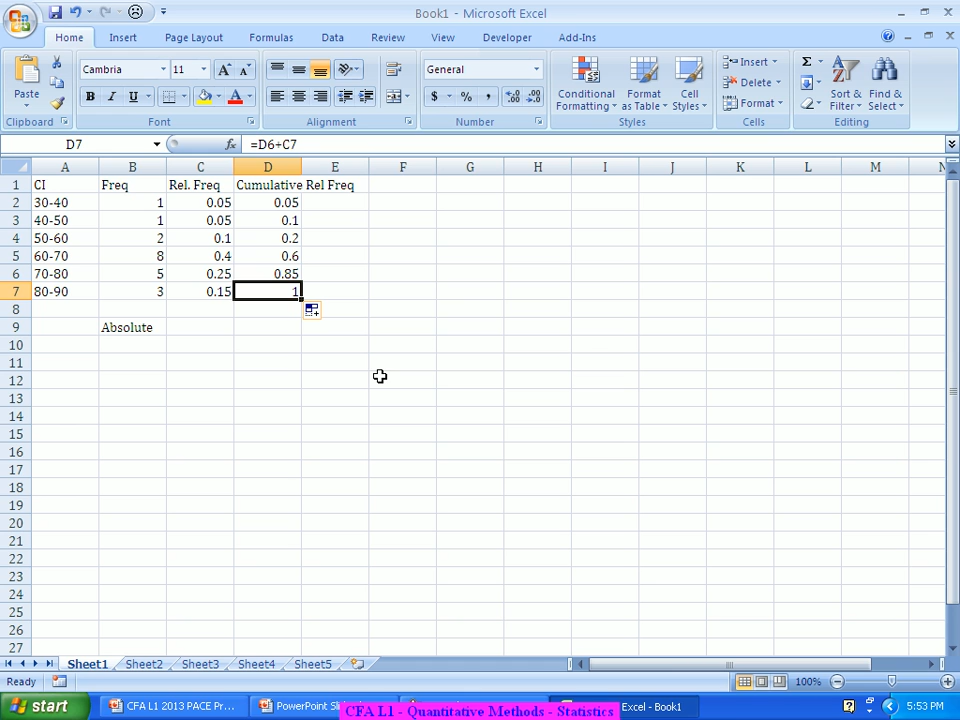 Book1 - Microsoft Excel
Home Insert Page Layout Formulas Data Review View Developer Add-Ins
Paste
Cambria 11
B I U A
General
$ % ,
Conditional Formatting
Format as Table
Cell Styles
Insert
Delete
Format
Σ
Sort & Filter
Find & Select
Clipboard Font Alignment Number Styles Cells Editing
D7 fx =D6+C7
A B C D E F G H I J K L M N
1 CI Freq Rel. Freq Cumulative Rel Freq
2 30-40 1 0.05 0.05
3 40-50 1 0.05 0.1
4 50-60 2 0.1 0.2
5 60-70 8 0.4 0.6
6 70-80 5 0.25 0.85
7 80-90 3 0.15 1
8
9 Absolute
10
11
12
13
14
15
16
17
18
19
20
21
22
23
24
25
26
27
Sheet1 Sheet2 Sheet3 Sheet4 Sheet5
Ready 100%
start CFA L1 2013 PACE Pr... PowerPoint Excel - Book1 5:53 PM
CFA L1 - Quantitative Methods - Statistics